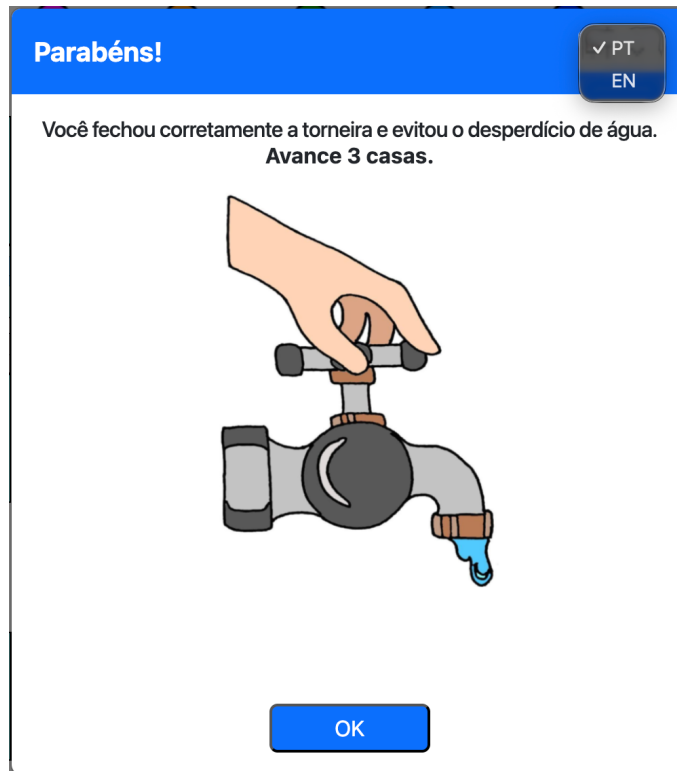 Parabéns!
✓ PT
EN
Você fechou corretamente a torneira e evitou o desperdício de água.
Avance 3 casas.
OK